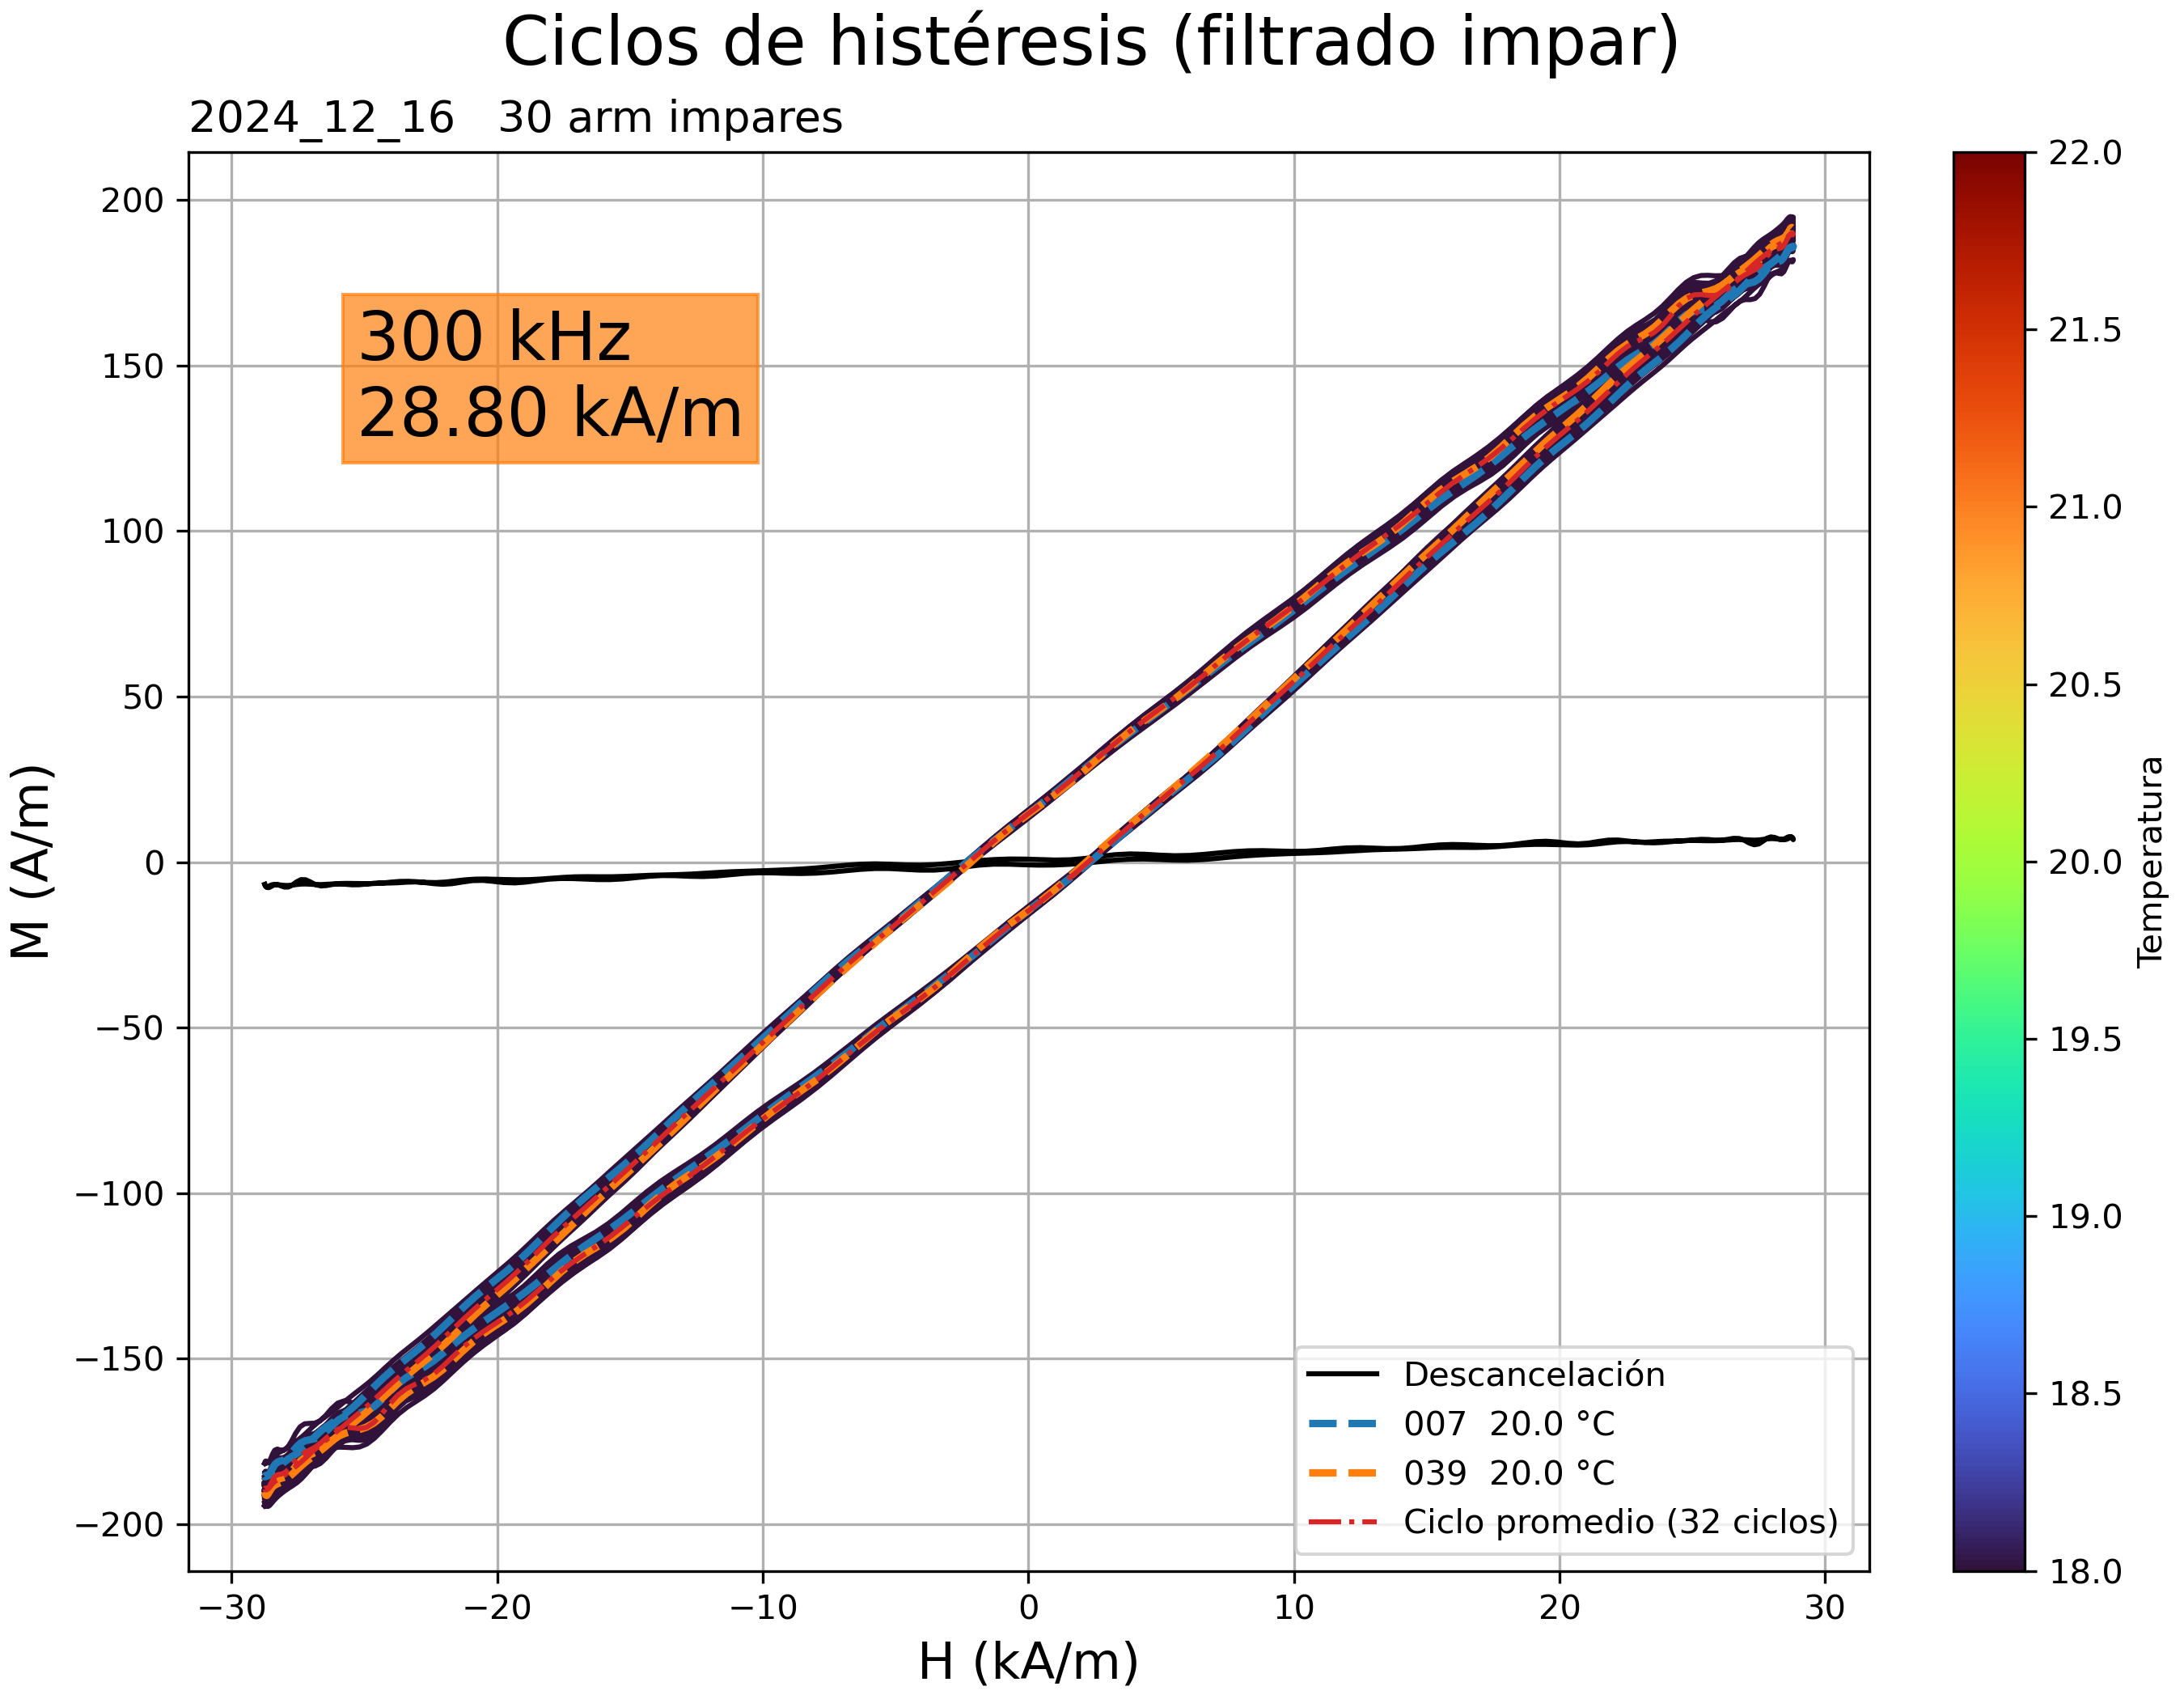 Ciclos de histéresis (filtrado impar)
2024_12_16   30 arm impares
300 kHz
28.80 kA/m
M (A/m)
200
150
100
50
0
−50
−100
−150
−200
−30
−20
−10
0
10
20
30
H (kA/m)
Descancelación
007  20.0 °C
039  20.0 °C
Ciclo promedio (32 ciclos)
22.0
21.5
21.0
20.5
20.0
19.5
19.0
18.5
18.0
Temperatura